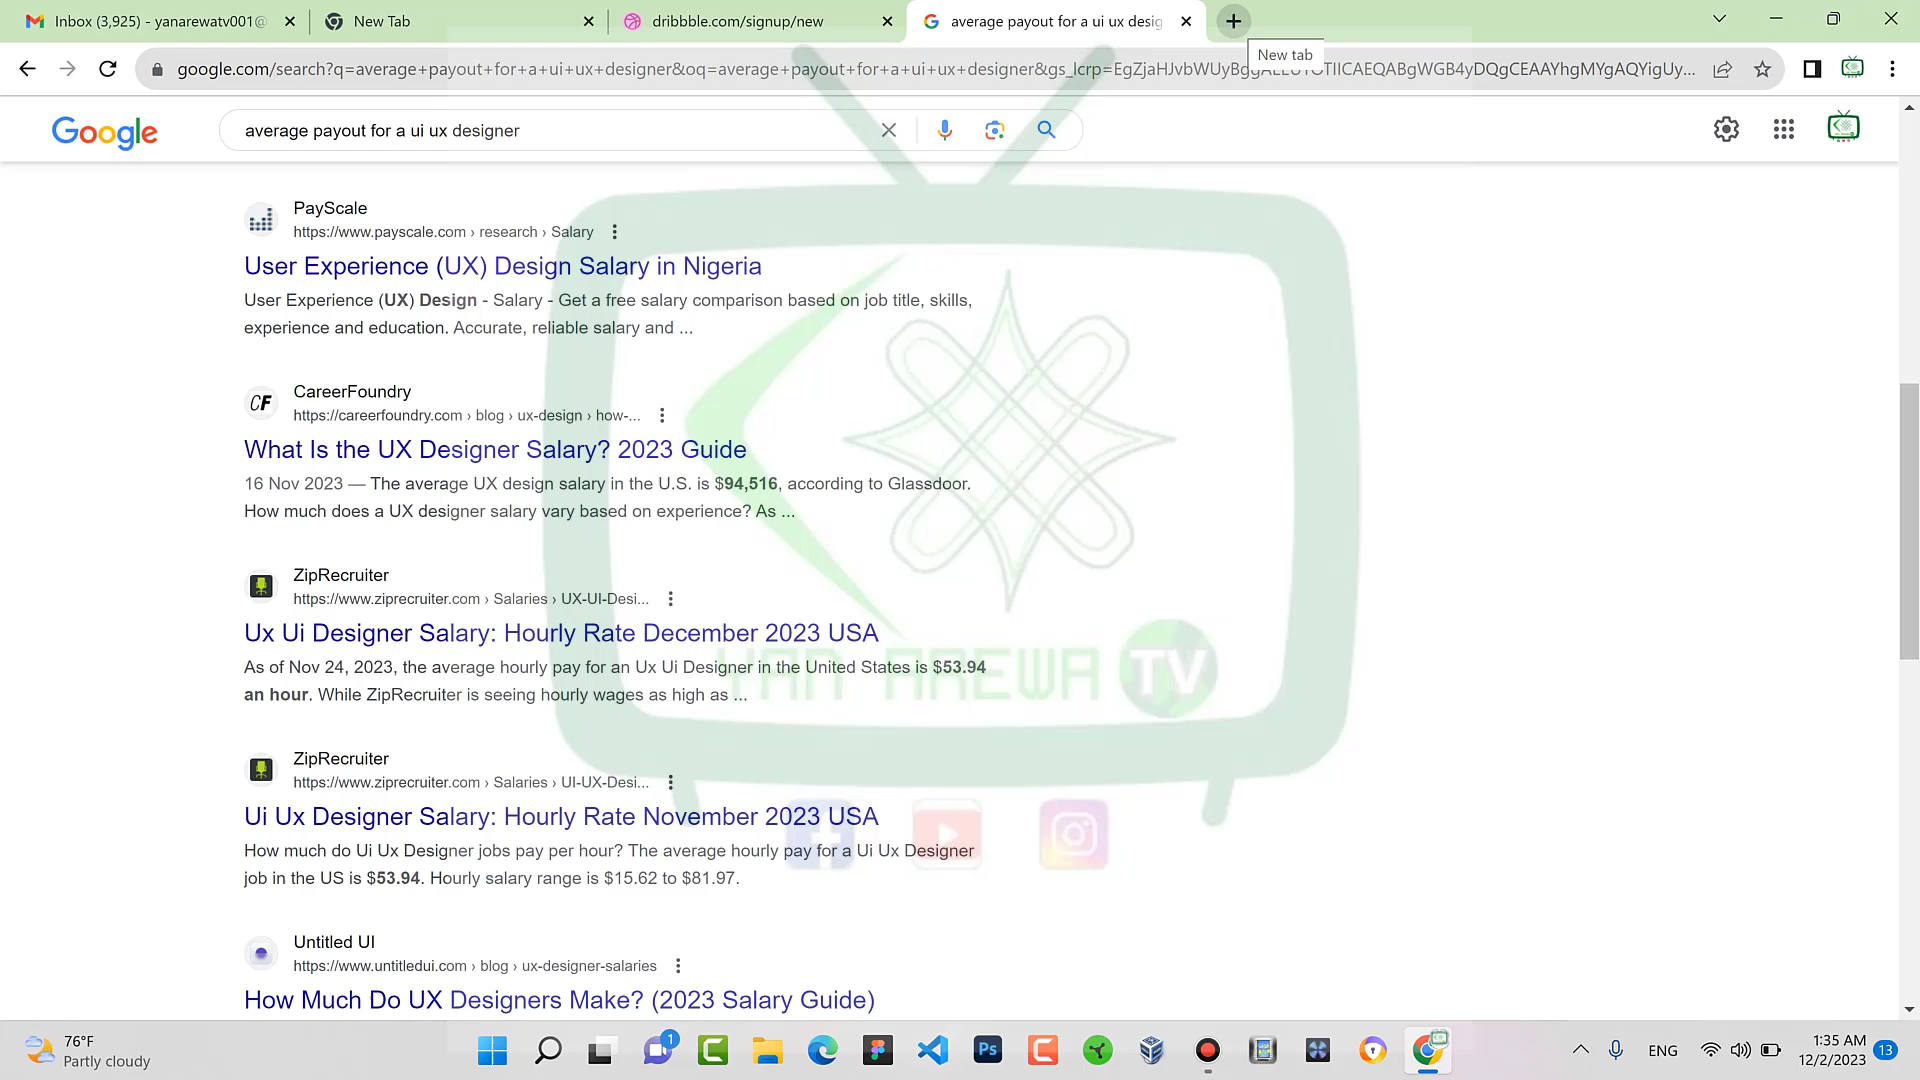 Inbox (3,925) - yanarewatv001@
New Tab
dribbble.com/signup/new
average payout for a ui ux desig
New tab
google.com/search?q=average+payout+for+a+ui+ux+designer&oq=average+payout+for+a+ui+ux+designer&gs_lcrp=
Google
average payout for a ui ux designer
PayScale
https://www.payscale.com › research › Salary
User Experience (UX) Design Salary in Nigeria
User Experience (UX) Design - Salary - Get a free salary comparison based on job title, skills,
experience and education. Accurate, reliable salary and ...
CF
CareerFoundry
https://careerfoundry.com › blog › ux-design › how-...
What Is the UX Designer Salary? 2023 Guide
16 Nov 2023 — The average UX design salary in the U.S. is $94,516, according to Glassdoor.
How much does a UX designer salary vary based on experience? As ...
ZipRecruiter
https://www.ziprecruiter.com › Salaries › UX-UI-Desi...
Ux Ui Designer Salary: Hourly Rate December 2023 USA
As of Nov 24, 2023, the average hourly pay for an Ux Ui Designer in the United States is $53.94
an hour. While ZipRecruiter is seeing hourly wages as high as ...
YAN AREWA TV
ZipRecruiter
https://www.ziprecruiter.com › Salaries › UI-UX-Desi...
Ui Ux Designer Salary: Hourly Rate November 2023 USA
How much do Ui Ux Designer jobs pay per hour? The average hourly pay for a Ui Ux Designer
job in the US is $53.94. Hourly salary range is $15.62 to $81.97.
Untitled UI
https://www.untitledui.com › blog › ux-designer-salaries
How Much Do UX Designers Make? (2023 Salary Guide)
76°F
Partly cloudy
1
Ps
ENG
1:35 AM
12/2/2023
13